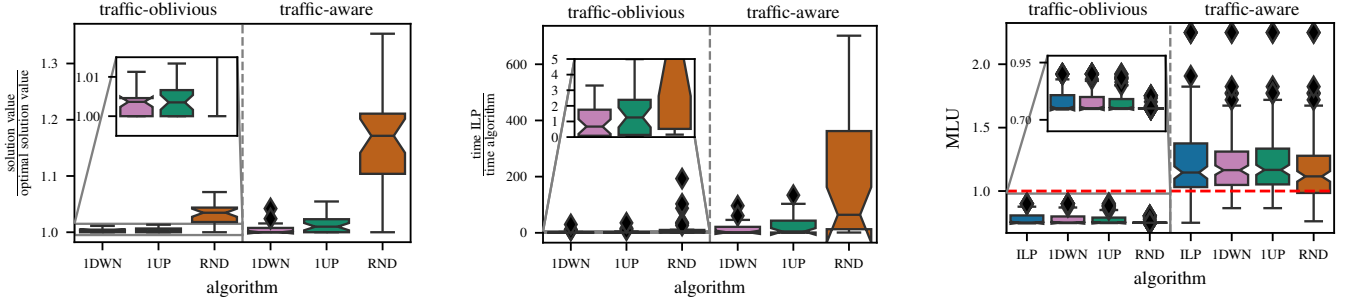 traffic-oblivious traffic-aware
solution value
optimal solution value
1.3
1.2
1.1
1.0
1.01
1.00
1DWN 1UP RND 1DWN 1UP RND
algorithm
traffic-oblivious traffic-aware
time ILP
time algorithm
600
400
200
0
5
4
3
2
1
0
1DWN 1UP RND 1DWN 1UP RND
algorithm
traffic-oblivious traffic-aware
MLU
2.0
1.5
1.0
0.95
0.70
ILP 1DWN 1UP RND ILP 1DWN 1UP RND
algorithm